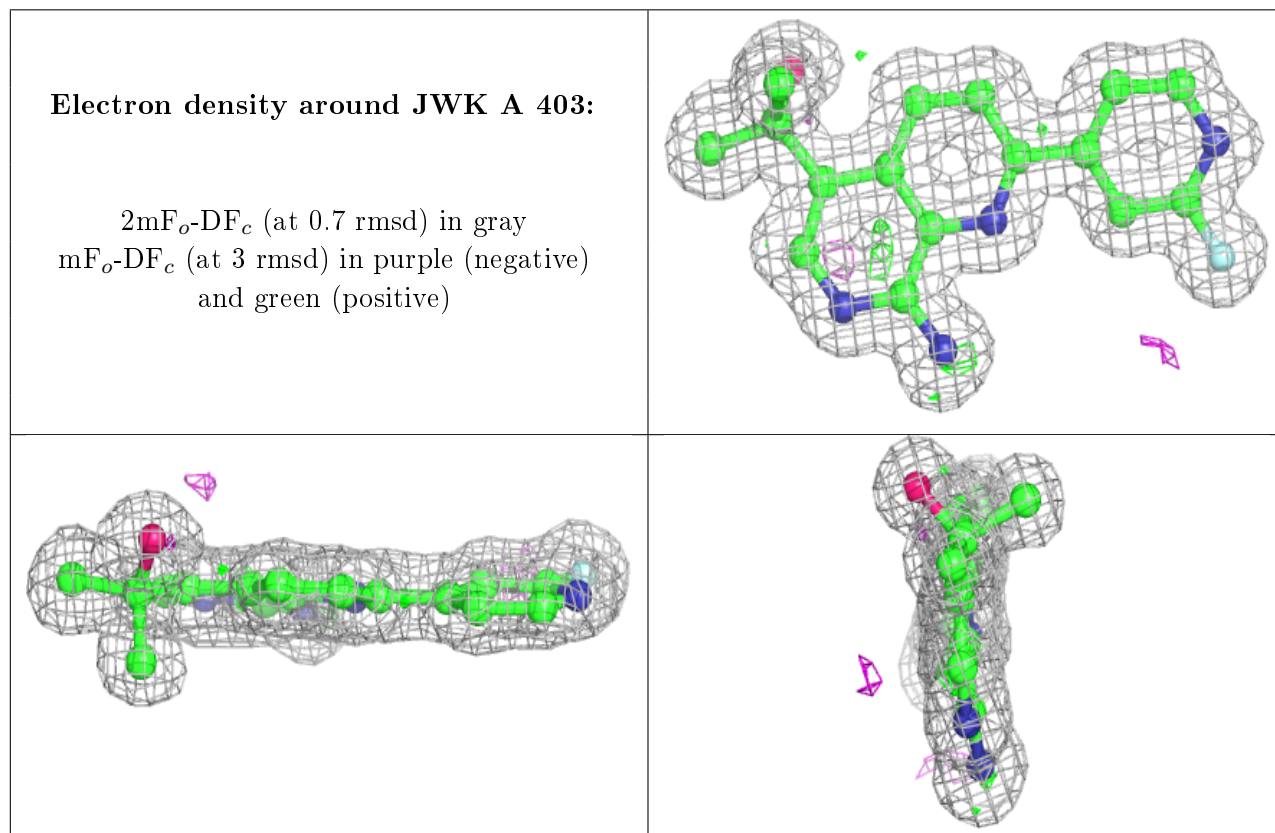 Electron density around JWK A 403:
2mFo-DFc (at 0.7 rmsd) in gray
mFo-DFc (at 3 rmsd) in purple (negative)
and green (positive)